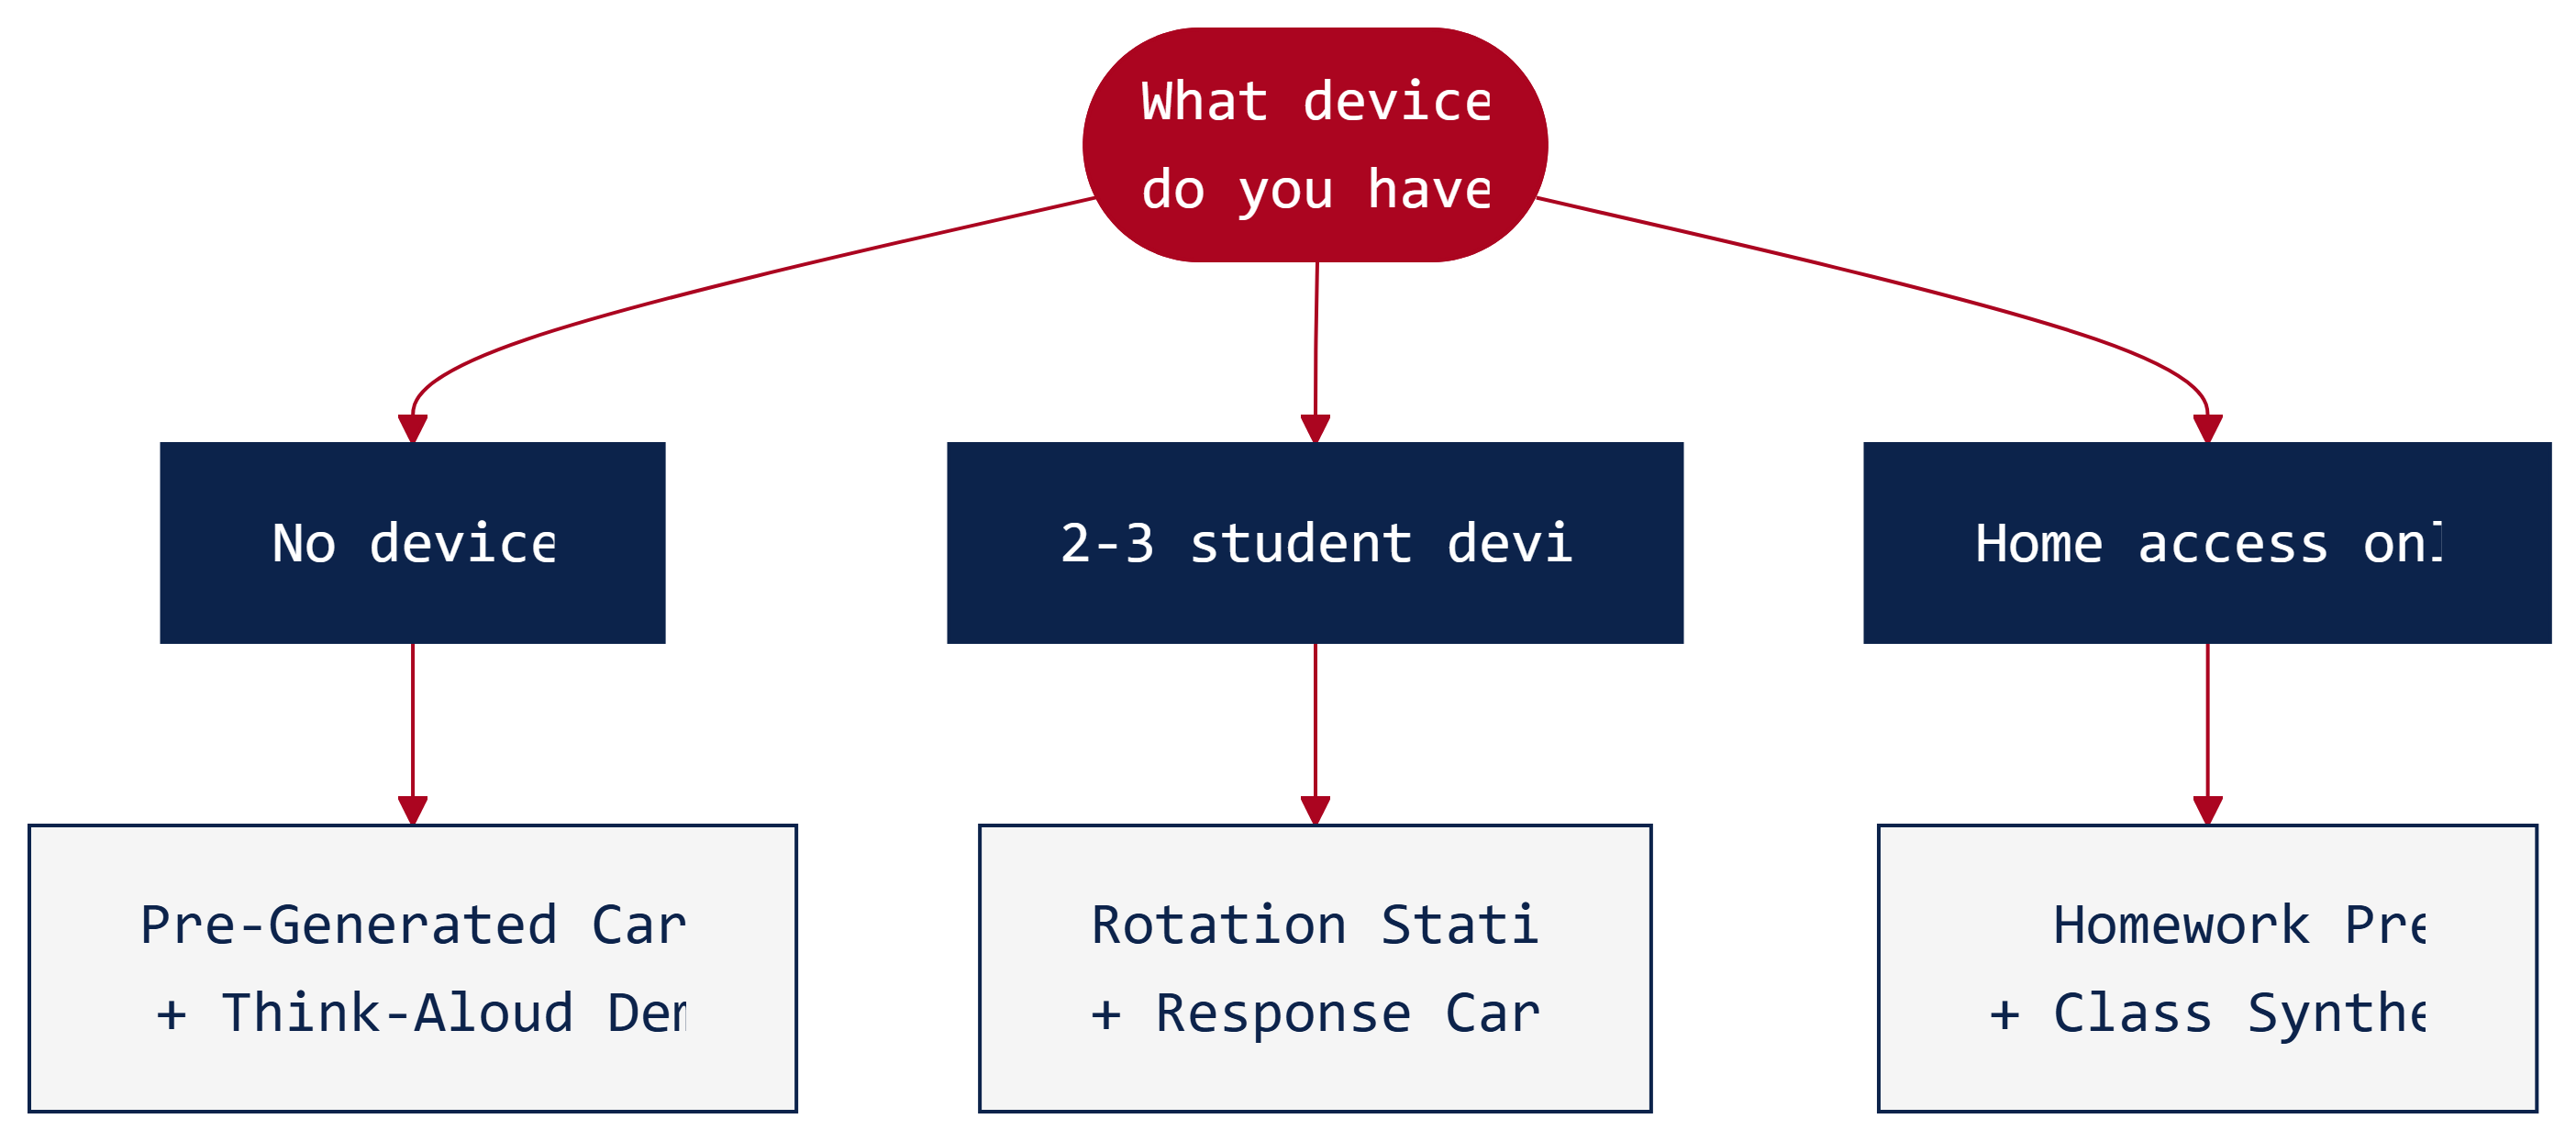 What device
do you have
No device
2-3 student devi
Home access onl
Pre-Generated Car
+ Think-Aloud Dem
Rotation Stati
+ Response Car
Homework Pre
+ Class Synthe